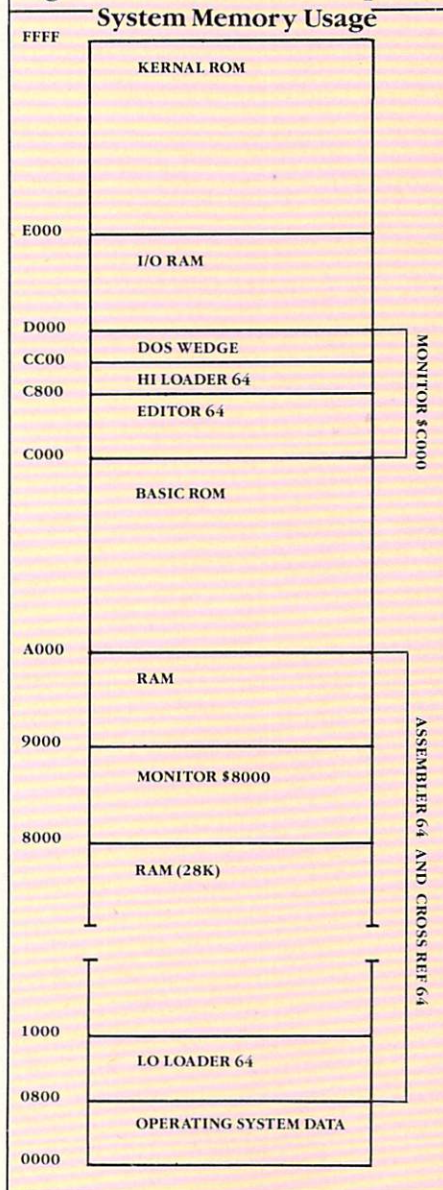 System Memory Usage
FFFF
KERNAL ROM
E000
I/O RAM
D000
DOS WEDGE
CC00
HI LOADER 64
C800
EDITOR 64
C000
MONITOR $C000
BASIC ROM
A000
RAM
9000
MONITOR $8000
8000
RAM (28K)
ASSEMBLER 64 AND CROSS REF 64
1000
LO LOADER 64
0800
OPERATING SYSTEM DATA
0000